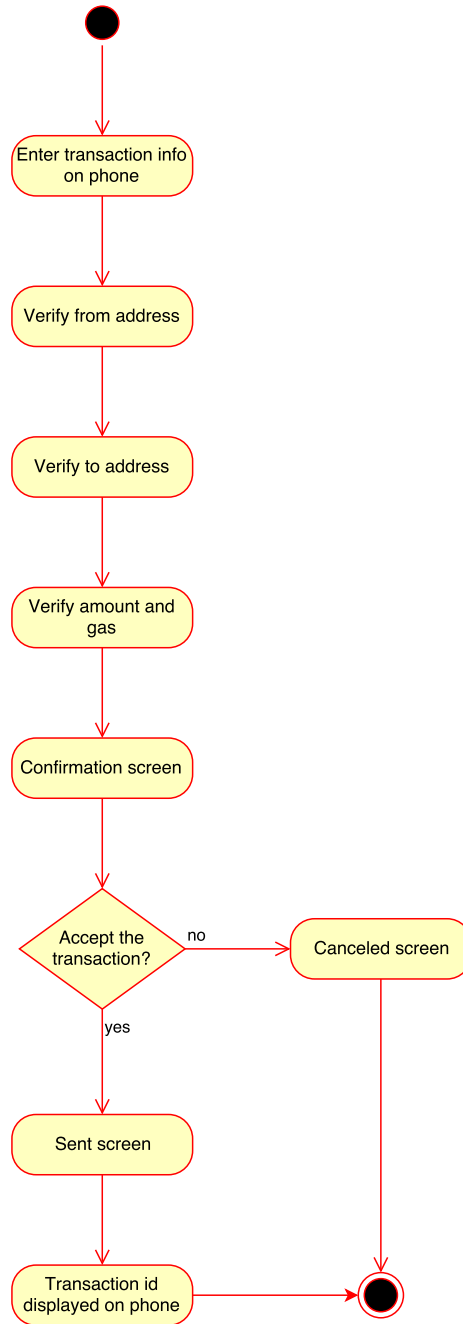 Enter transaction info
on phone
Verify from address
Verify to address
Verify amount and
gas
Confirmation screen
Accept the
transaction?
no
Canceled screen
yes
Sent screen
Transaction id
displayed on phone